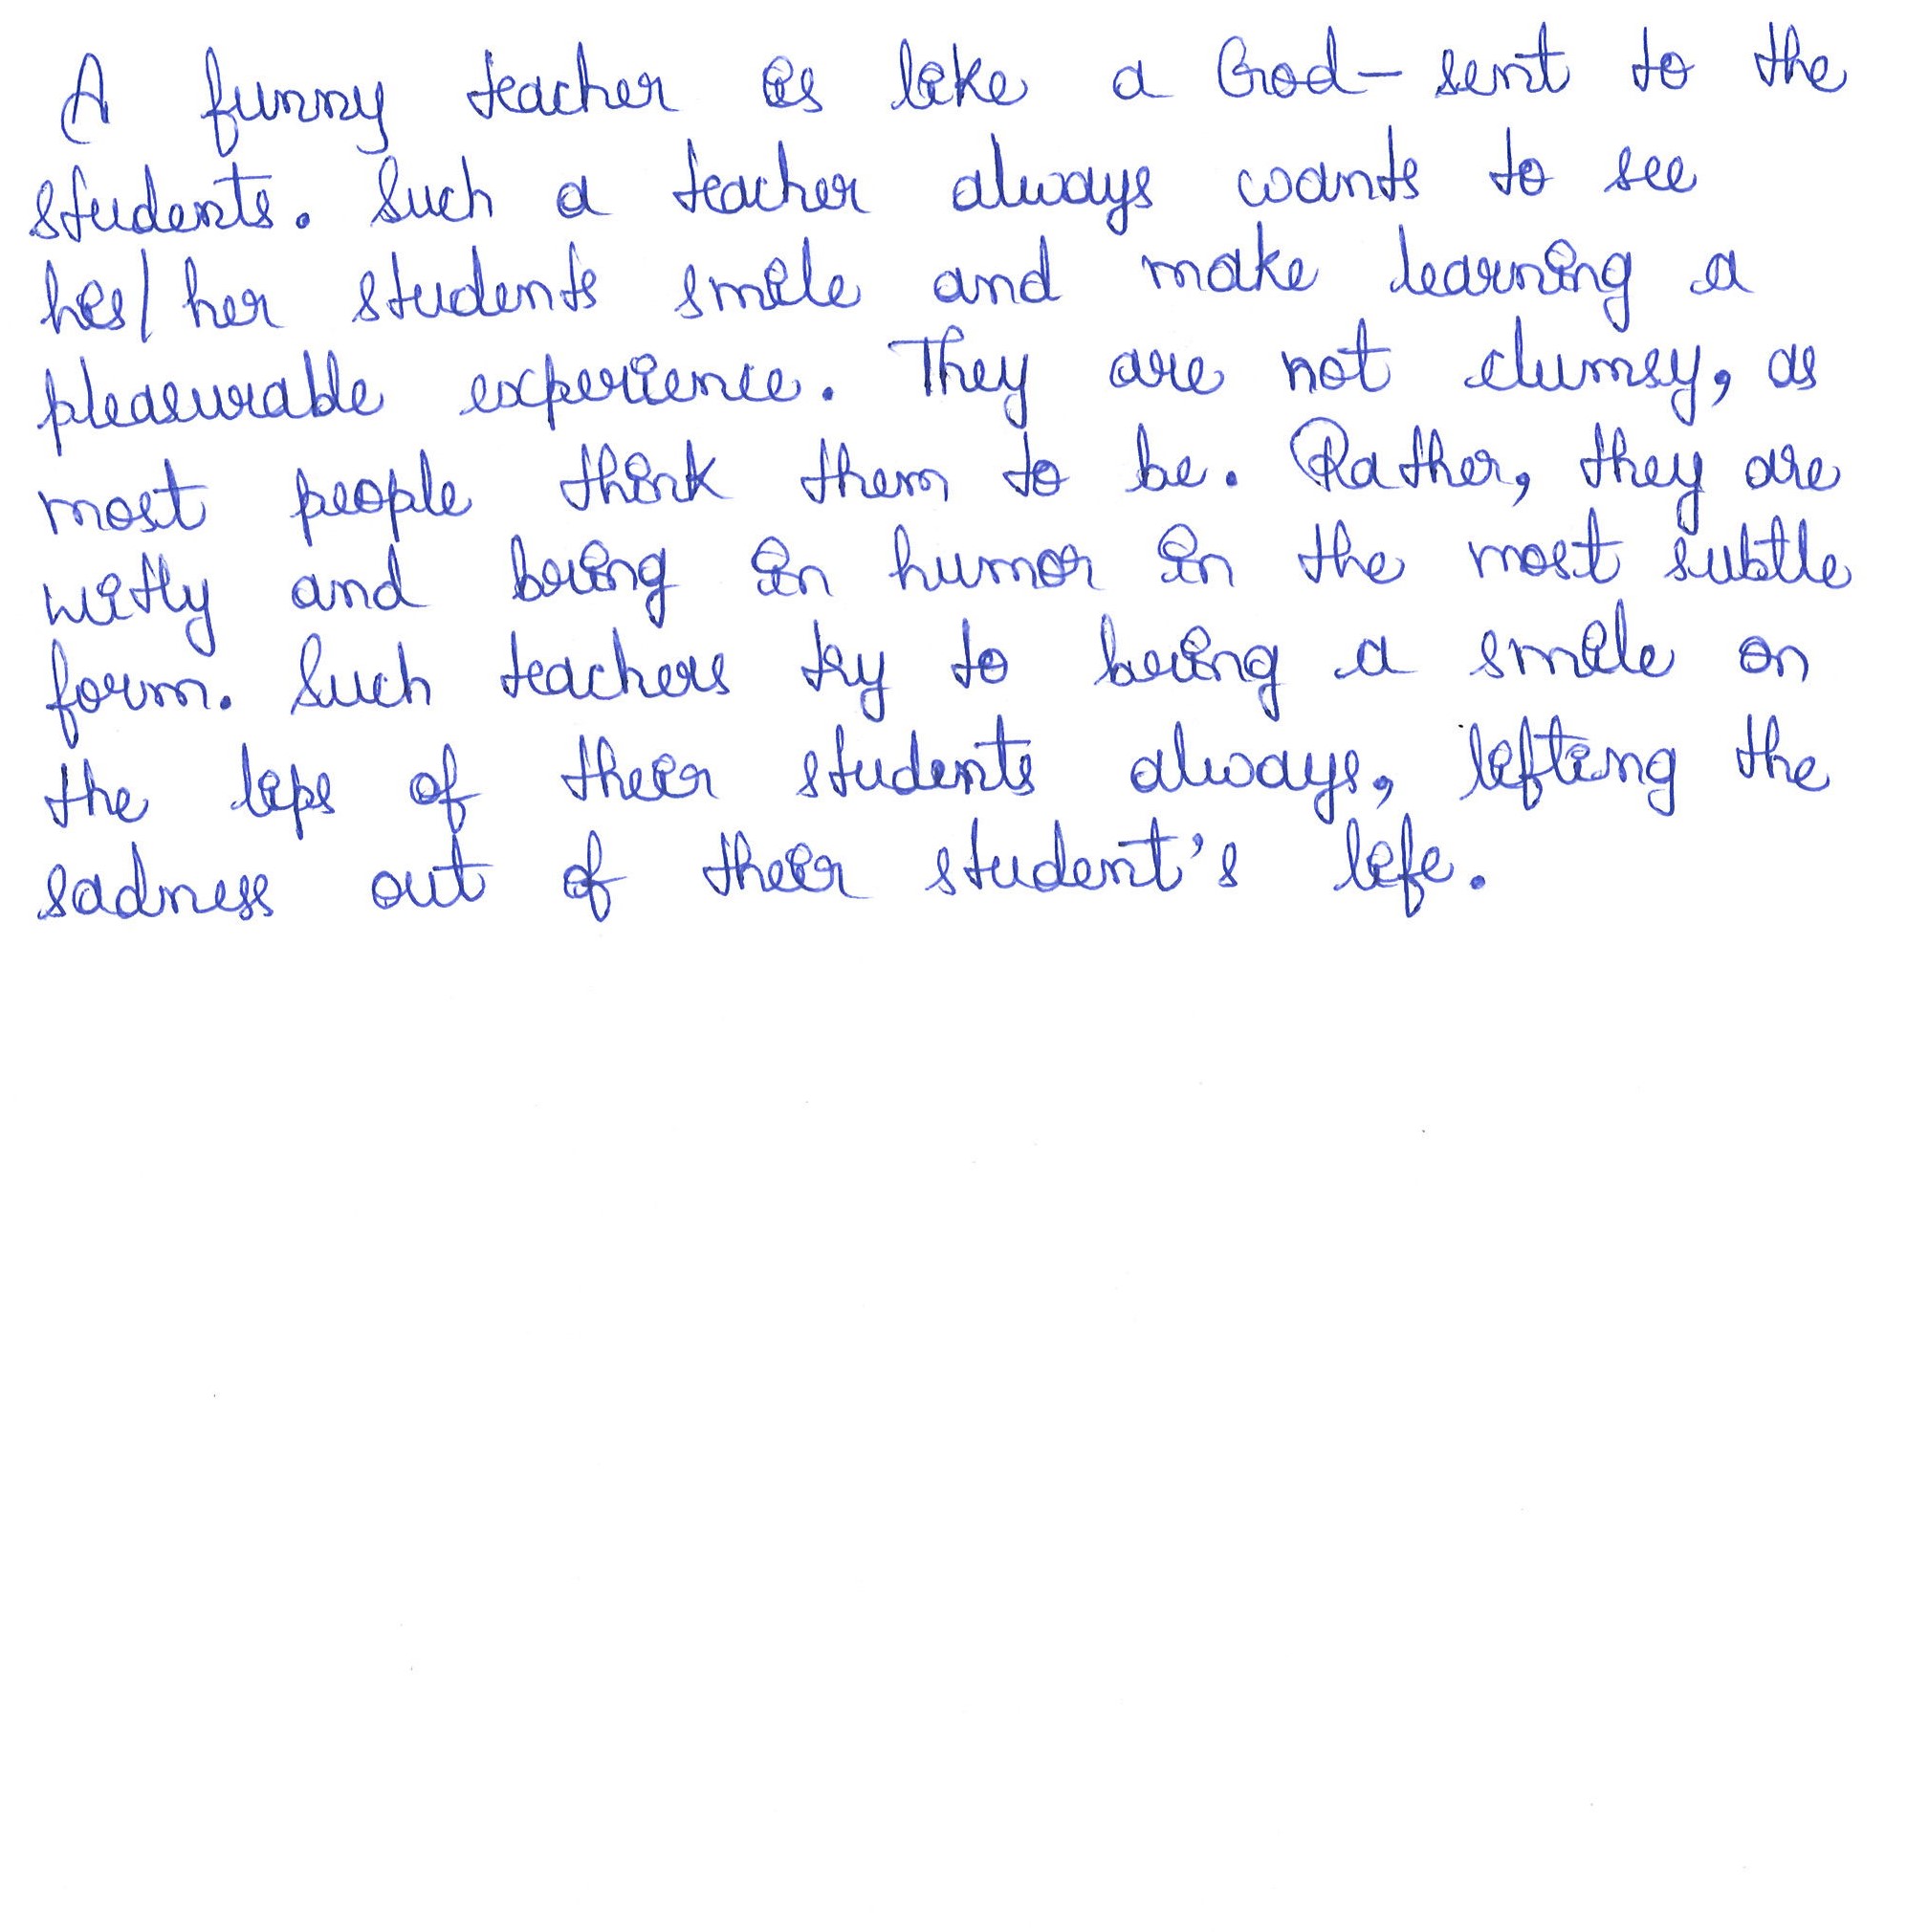 A funny teacher is like a God-sent to the
students. Such a teacher always wants to see
his/her students smile and make learning a
pleasurable experience. They are not clumsy, as
most people think them to be. Rather, they are
witty and bring in humor in the most subtle
form. Such teachers try to bring a smile on
the lips of their students always, lifting the
sadness out of their student's life.